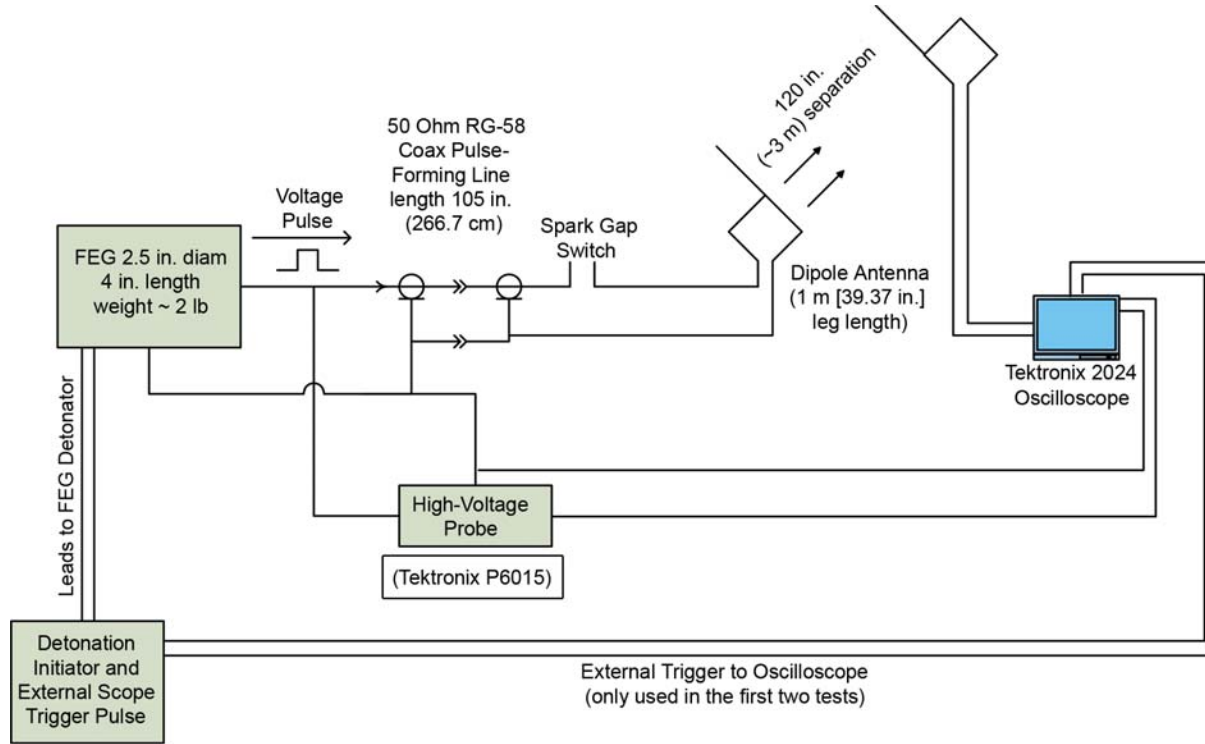 120 in.
(~3 m) separation
50 Ohm RG-58
Coax Pulse-
Forming Line
length 105 in.
(266.7 cm)
Voltage
Pulse
Spark Gap
Switch
FEG 2.5 in. diam
4 in. length
weight ~ 2 lb
Dipole Antenna
(1 m [39.37 in.]
leg length)
Tektronix 2024
Oscilloscope
Leads to FEG Detonator
High-Voltage
Probe
(Tektronix P6015)
Detonation
Initiator and
External Scope
Trigger Pulse
External Trigger to Oscilloscope
(only used in the first two tests)